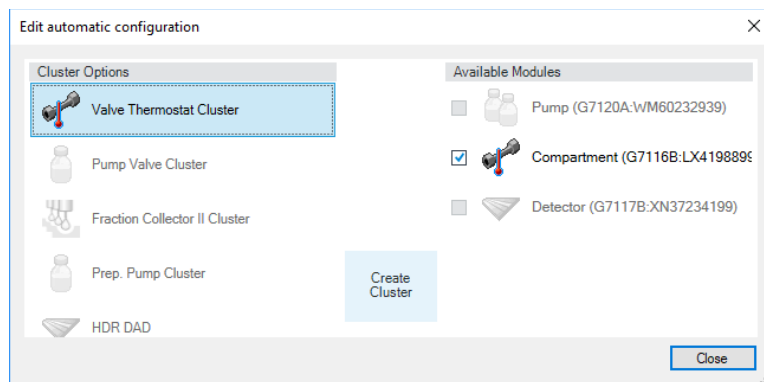 Edit automatic configuration
Cluster Options
Valve Thermostat Cluster
Pump Valve Cluster
Fraction Collector II Cluster
Prep. Pump Cluster
HDR DAD
Create
Cluster
Available Modules
Pump (G7120A:WM60232939)
Compartment (G7116B:LX4198899
Detector (G7117B:XN37234199)
Close